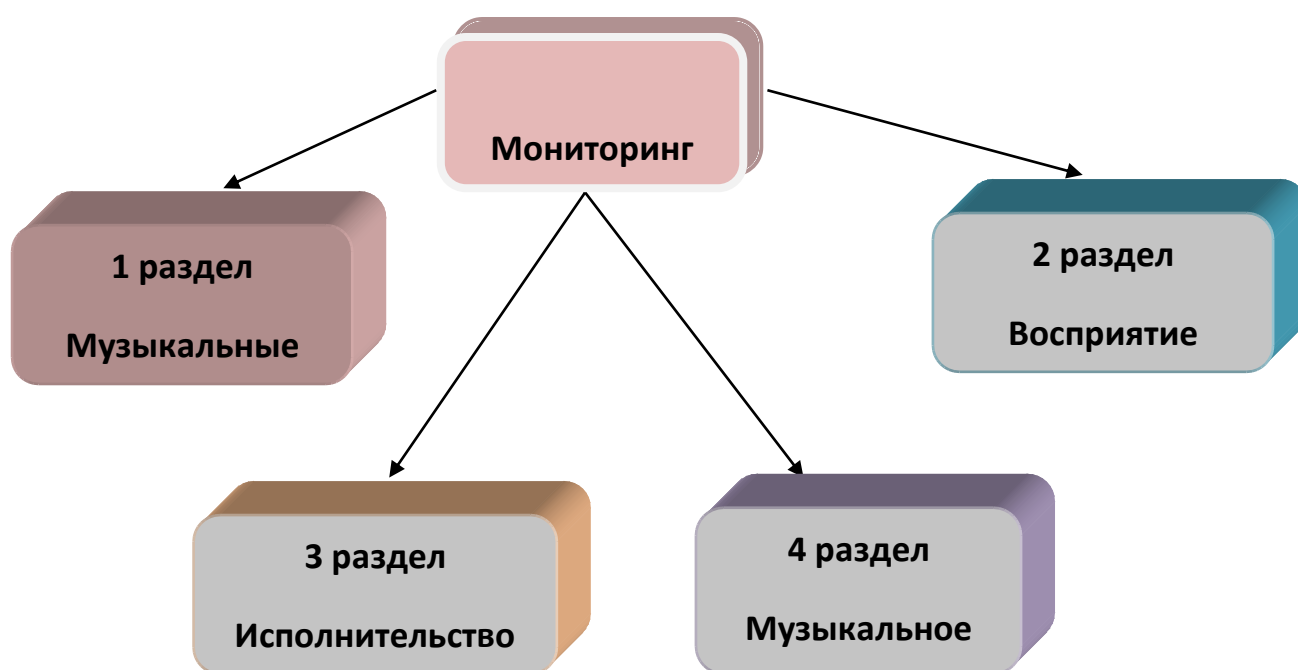 Мониторинг
1 раздел
Музыкальные
2 раздел
Восприятие
3 раздел
Исполнительство
4 раздел
Музыкальное